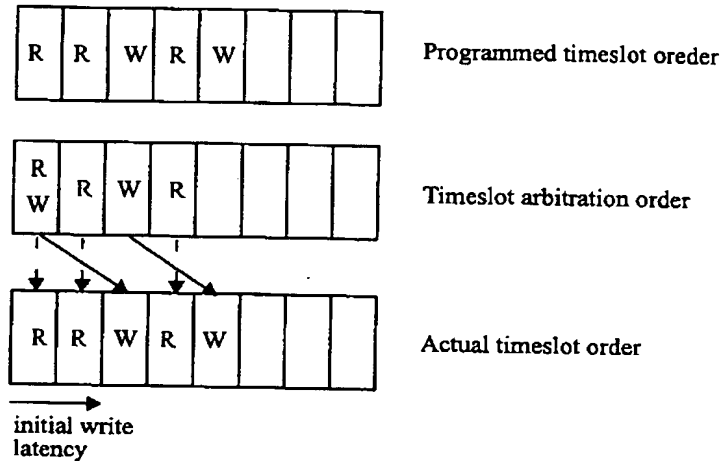 R R W R W Programmed timeslot oreder
R
W R W R Timeslot arbitration order
R R W R W Actual timeslot order
initial write
latency